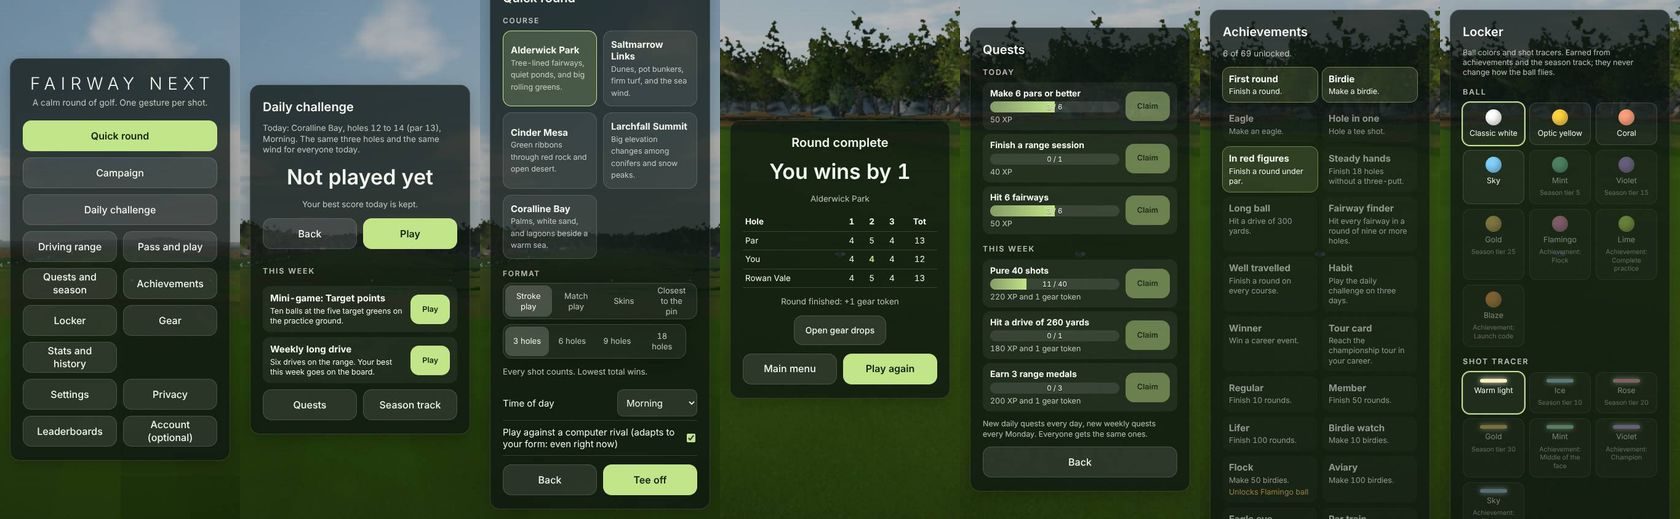 FAIRWAY NEXT
A calm round of golf. One gesture per shot.
Quick round
Campaign
Daily challenge
Driving range
Pass and play
Quests and
season
Achievements
Locker
Gear
Stats and
history
Settings
Privacy
Leaderboards
Account
(optional)
Daily challenge
Today: Coralline Bay, holes 12 to 14 (par 13),
Morning. The same three holes and the same
wind for everyone today.
Not played yet
Your best score today is kept.
Back
Play
THIS WEEK
Mini-game: Target points
Ten balls at the five target greens on
the practice ground.
Play
Weekly long drive
Six drives on the range. Your best
this week goes on the board.
Play
Quests
Season track
Quick round
COURSE
Alderwick Park
Tree-lined fairways,
quiet ponds, and big
rolling greens.
Saltmarrow
Links
Dunes, pot bunkers,
firm turf, and the sea
wind.
Cinder Mesa
Green ribbons
through red rock and
open desert.
Larchfall Summit
Big elevation
changes among
conifers and snow
peaks.
Coralline Bay
Palms, white sand,
and lagoons beside a
warm sea.
FORMAT
Stroke
play
Match
play
Skins
Closest
to the
pin
3 holes
6 holes
9 holes
18
holes
Every shot counts. Lowest total wins.
Time of day
Morning
Play against a computer rival (adapts to
your form: even right now)
Back
Tee off
Round complete
You wins by 1
Alderwick Park
Hole 1 2 3 Tot
Par 4 5 4 13
You 4 4 4 12
Rowan Vale 4 5 4 13
Round finished: +1 gear token
Open gear drops
Main menu
Play again
Quests
TODAY
Make 6 pars or better
/ 6
50 XP
Claim
Finish a range session
0 / 1
40 XP
Claim
Hit 6 fairways
/ 6
50 XP
Claim
THIS WEEK
Pure 40 shots
11 / 40
220 XP and 1 gear token
Claim
Hit a drive of 260 yards
0 / 1
180 XP and 1 gear token
Claim
Earn 3 range medals
0 / 3
200 XP and 1 gear token
Claim
New daily quests every day, new weekly quests
every Monday. Everyone gets the same ones.
Back
Achievements
6 of 69 unlocked.
First round
Finish a round.
Birdie
Make a birdie.
Eagle
Make an eagle.
Hole in one
Hole a tee shot.
In red figures
Finish a round under
par.
Steady hands
Finish 18 holes
without a three-putt.
Long ball
Hit a drive of 300
yards.
Fairway finder
Hit every fairway in a
round of nine or more
holes.
Well travelled
Finish a round on
every course.
Habit
Play the daily
challenge on three
days.
Winner
Win a career event.
Tour card
Reach the
championship tour in
your career.
Regular
Finish 10 rounds.
Member
Finish 50 rounds.
Lifer
Finish 100 rounds.
Birdie watch
Make 10 birdies.
Flock
Make 50 birdies.
Unlocks Flamingo ball
Aviary
Make 100 birdies.
Eagle eye
Par train
Locker
Ball colors and shot tracers. Earned from
achievements and the season track; they never
change how the ball flies.
BALL
Classic white
Optic yellow
Coral
Sky
Mint
Season tier 5
Violet
Season tier 15
Gold
Season tier 25
Flamingo
Achievement:
Flock
Lime
Achievement:
Complete
practice
Blaze
Achievement:
Launch code
SHOT TRACER
Warm light
Ice
Season tier 10
Rose
Season tier 20
Gold
Season tier 30
Mint
Achievement:
Middle of the
face
Violet
Achievement:
Champion
Sky
Achievement: